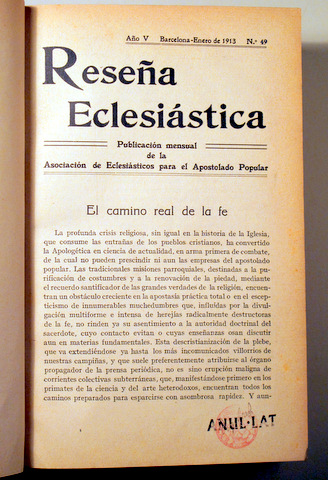 Año V Barcelona-Enero de 1913 N.º 49
Reseña
Eclesiástica
Publicación mensual
de la
Asociación de Eclesiásticos para el Apostolado Popular
El camino real de la fe
La profunda crisis religiosa, sin igual en la historia de la Iglesia,
que consume las entrañas de los pueblos cristianos, ha convertido
la Apologética en ciencia de actualidad, en arma primera de combate,
de la cual no pueden prescindir ni aun las empresas del apostolado
popular. Las tradicionales misiones parroquiales, destinadas a la puri-
ficación de costumbres y a la renovación de la piedad, mediante
el recuerdo santificador de las grandes verdades de la religión, encuen-
tran un obstáculo creciente en la apostasía práctica total o en el escep-
ticismo de innumerables muchedumbres que, influídas por la divul-
gación multiforme e intensa de herejías radicalmente destructoras
de la fe, no rinden ya su asentimiento a la autoridad doctrinal del
sacerdote, cuyo contacto evitan o cuyas enseñanzas osan discutir
aun en materias fundamentales. Esta descristianización de la plebe,
que va extendiéndose ya hasta los más incomunicados villorrios de
nuestras campiñas, y que suele preferentemente atribuirse al órgano
propagador de la prensa periódica, no es sino erupción maligna de
corrientes colectivas subterráneas, que, manifestándose primero en los
primates de la ciencia y del arte heterodoxos, encuentran todos los
caminos preparados para esparcirse con asombrosa rapidez. Y aun-
ANUL·LAT